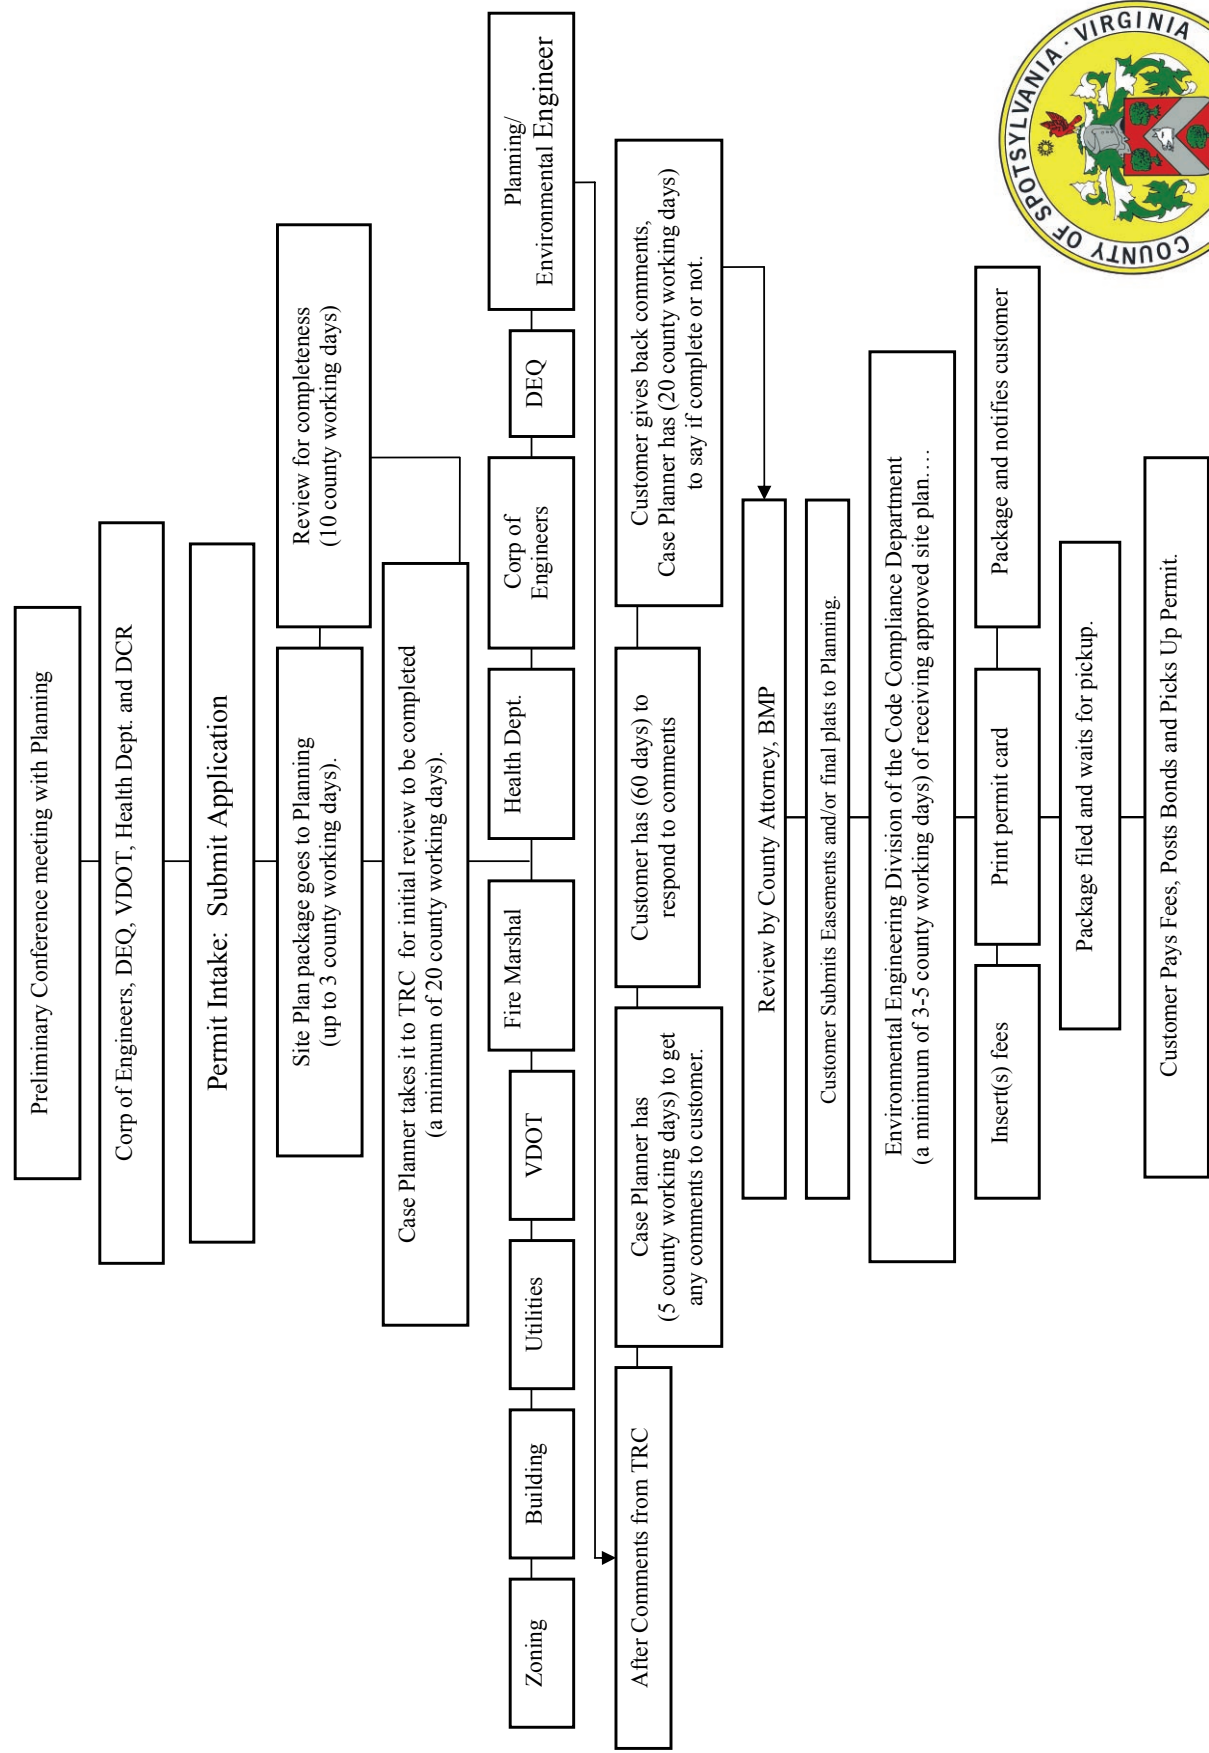 Preliminary Conference meeting with Planning
Corp of Engineers, DEQ, VDOT, Health Dept. and DCR
Permit Intake: Submit Application
Site Plan package goes to Planning
(up to 3 county working days).
Review for completeness
(10 county working days)
Case Planner takes it to TRC for initial review to be completed
(a minimum of 20 county working days).
Zoning
Building
Utilities
VDOT
Fire Marshal
Health Dept.
Corp of
Engineers
DEQ
Planning/
Environmental Engineer
After Comments from TRC
Case Planner has
(5 county working days) to get
any comments to customer.
Customer has (60 days) to
respond to comments
Customer gives back comments,
Case Planner has (20 county working days)
to say if complete or not.
Review by County Attorney, BMP
Customer Submits Easements and/or final plats to Planning.
Environmental Engineering Division of the Code Compliance Department
(a minimum of 3-5 county working days) of receiving approved site plan….
Insert(s) fees
Print permit card
Package and notifies customer
Package filed and waits for pickup.
Customer Pays Fees, Posts Bonds and Picks Up Permit.
COUNTY OF SPOTSYLVANIA · VIRGINIA